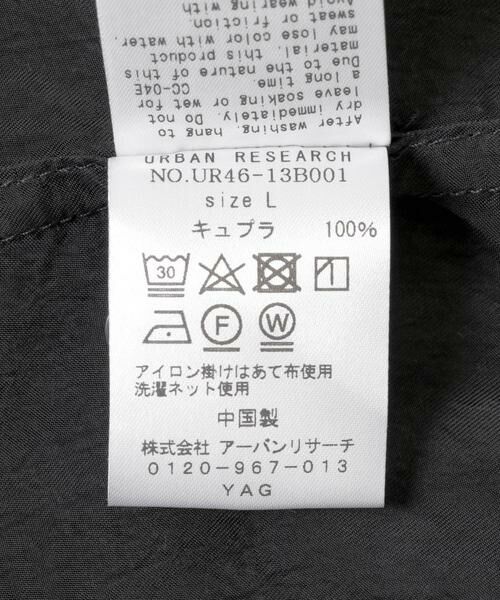 After washing, hang to
dry immediately. Do not
leave soaking or wet for
a long time. CC-04E
Due to the nature of this
material, this product
may lose color with water,
sweat or friction.
Avoid wearing with
URBAN RESEARCH
NO.UR46-13B001
size L
キュプラ 100%
30
F W
アイロン掛けはあて布使用
洗濯ネット使用
中国製
株式会社 アーバンリサーチ
0120-967-013
YAG